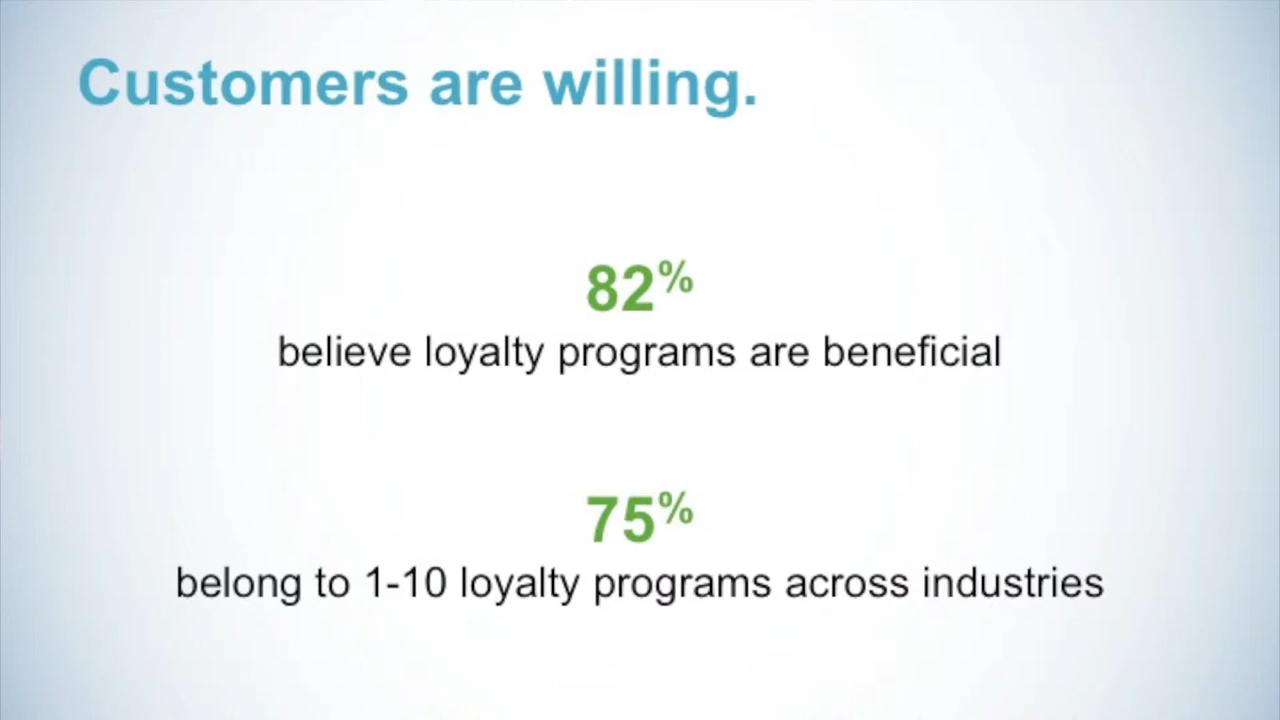 Customers are willing.
82%
believe loyalty programs are beneficial
75%
belong to 1-10 loyalty programs across industries